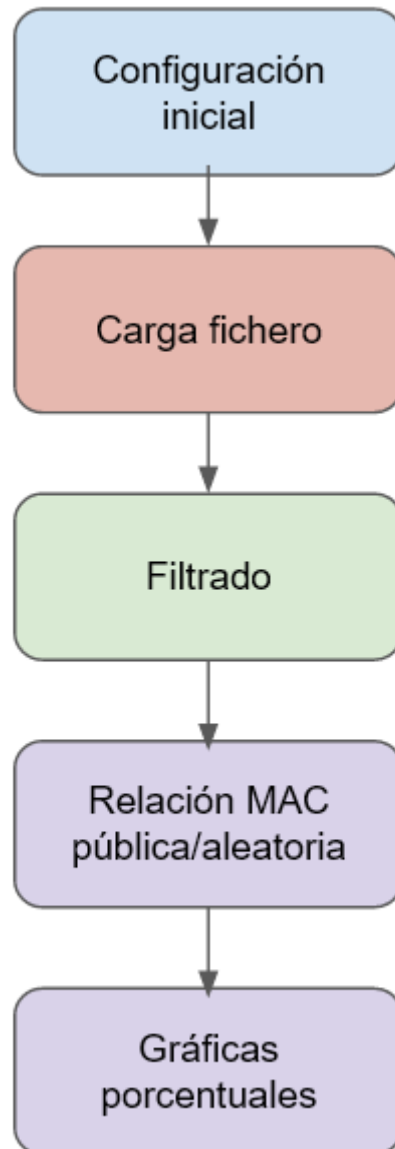 Configuración
inicial
Carga fichero
Filtrado
Relación MAC
pública/aleatoria
Gráficas
porcentuales